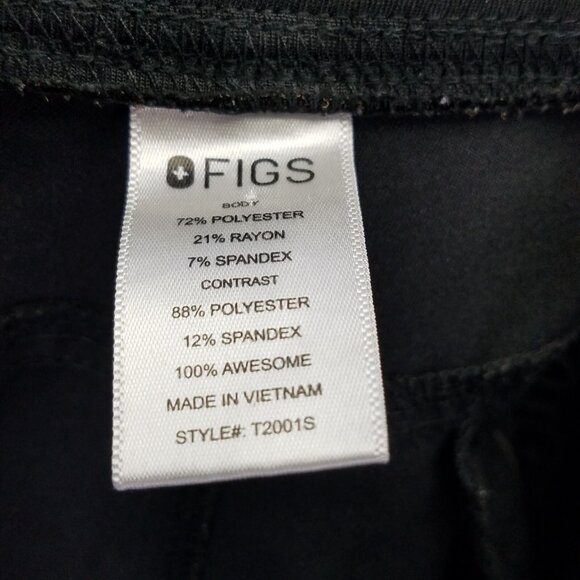 FIGS
BODY
72% POLYESTER
21% RAYON
7% SPANDEX
CONTRAST
88% POLYESTER
12% SPANDEX
100% AWESOME
MADE IN VIETNAM
STYLE#: T2001S